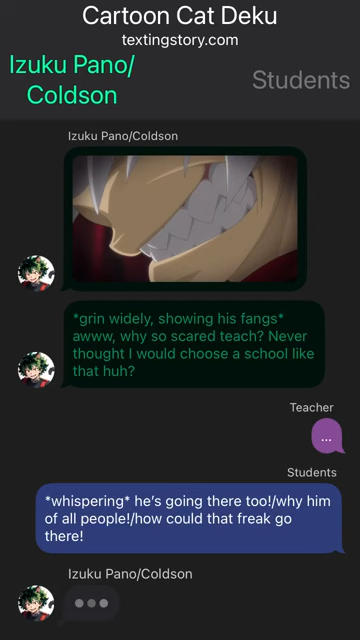 Cartoon Cat Deku
textingstory.com
Izuku Pano/
Coldson
Students
Izuku Pano/Coldson
*grin widely, showing his fangs*
awww, why so scared teach? Never
thought I would choose a school like
that huh?
Teacher
...
Students
*whispering* he's going there too!/why him
of all people!/how could that freak go
there!
Izuku Pano/Coldson